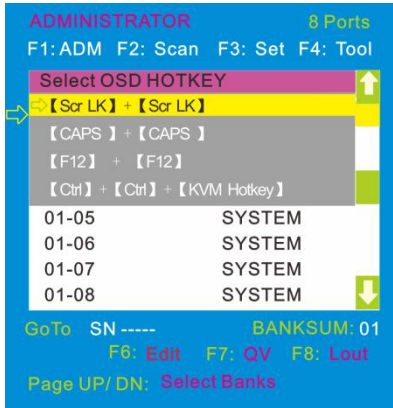 ADMINISTRATOR 8 Ports
F1: ADM F2: Scan F3: Set F4: Tool
Select OSD HOTKEY
【Scr LK】+【Scr LK】
【CAPS 】+【CAPS 】
【F12】 + 【F12】
【Ctrl】+【Ctrl】+【KVM Hotkey】
01-05 SYSTEM
01-06 SYSTEM
01-07 SYSTEM
01-08 SYSTEM
GoTo SN ----- BANKSUM: 01
F6: Edit F7: QV F8: Lout
Page UP/ DN: Select Banks